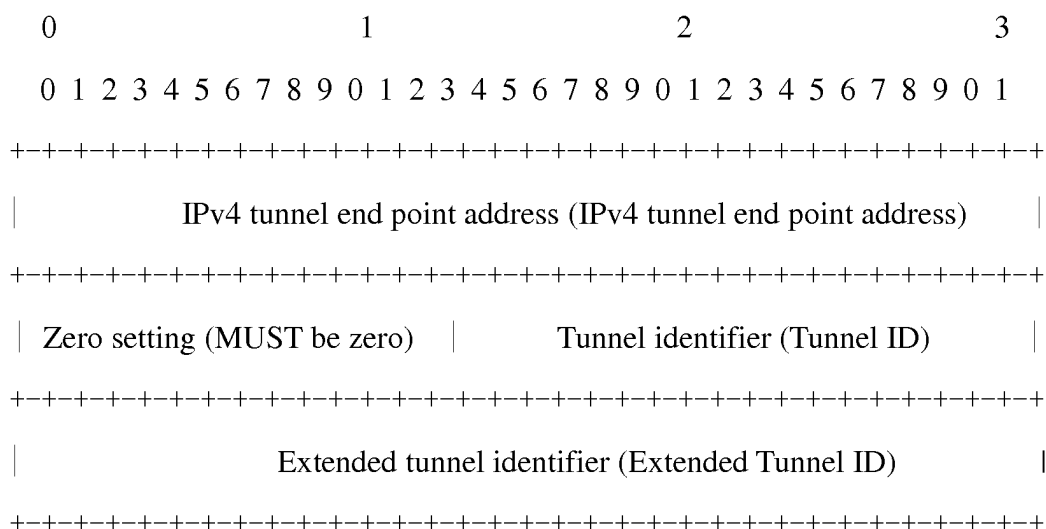 0 1 2 3
0 1 2 3 4 5 6 7 8 9 0 1 2 3 4 5 6 7 8 9 0 1 2 3 4 5 6 7 8 9 0 1
+-+-+-+-+-+-+-+-+-+-+-+-+-+-+-+-+-+-+-+-+-+-+-+-+-+-+-+-+-+-+-+-+
| IPv4 tunnel end point address (IPv4 tunnel end point address) |
+-+-+-+-+-+-+-+-+-+-+-+-+-+-+-+-+-+-+-+-+-+-+-+-+-+-+-+-+-+-+-+-+
| Zero setting (MUST be zero) | Tunnel identifier (Tunnel ID) |
+-+-+-+-+-+-+-+-+-+-+-+-+-+-+-+-+-+-+-+-+-+-+-+-+-+-+-+-+-+-+-+-+
| Extended tunnel identifier (Extended Tunnel ID) |
+-+-+-+-+-+-+-+-+-+-+-+-+-+-+-+-+-+-+-+-+-+-+-+-+-+-+-+-+-+-+-+-+